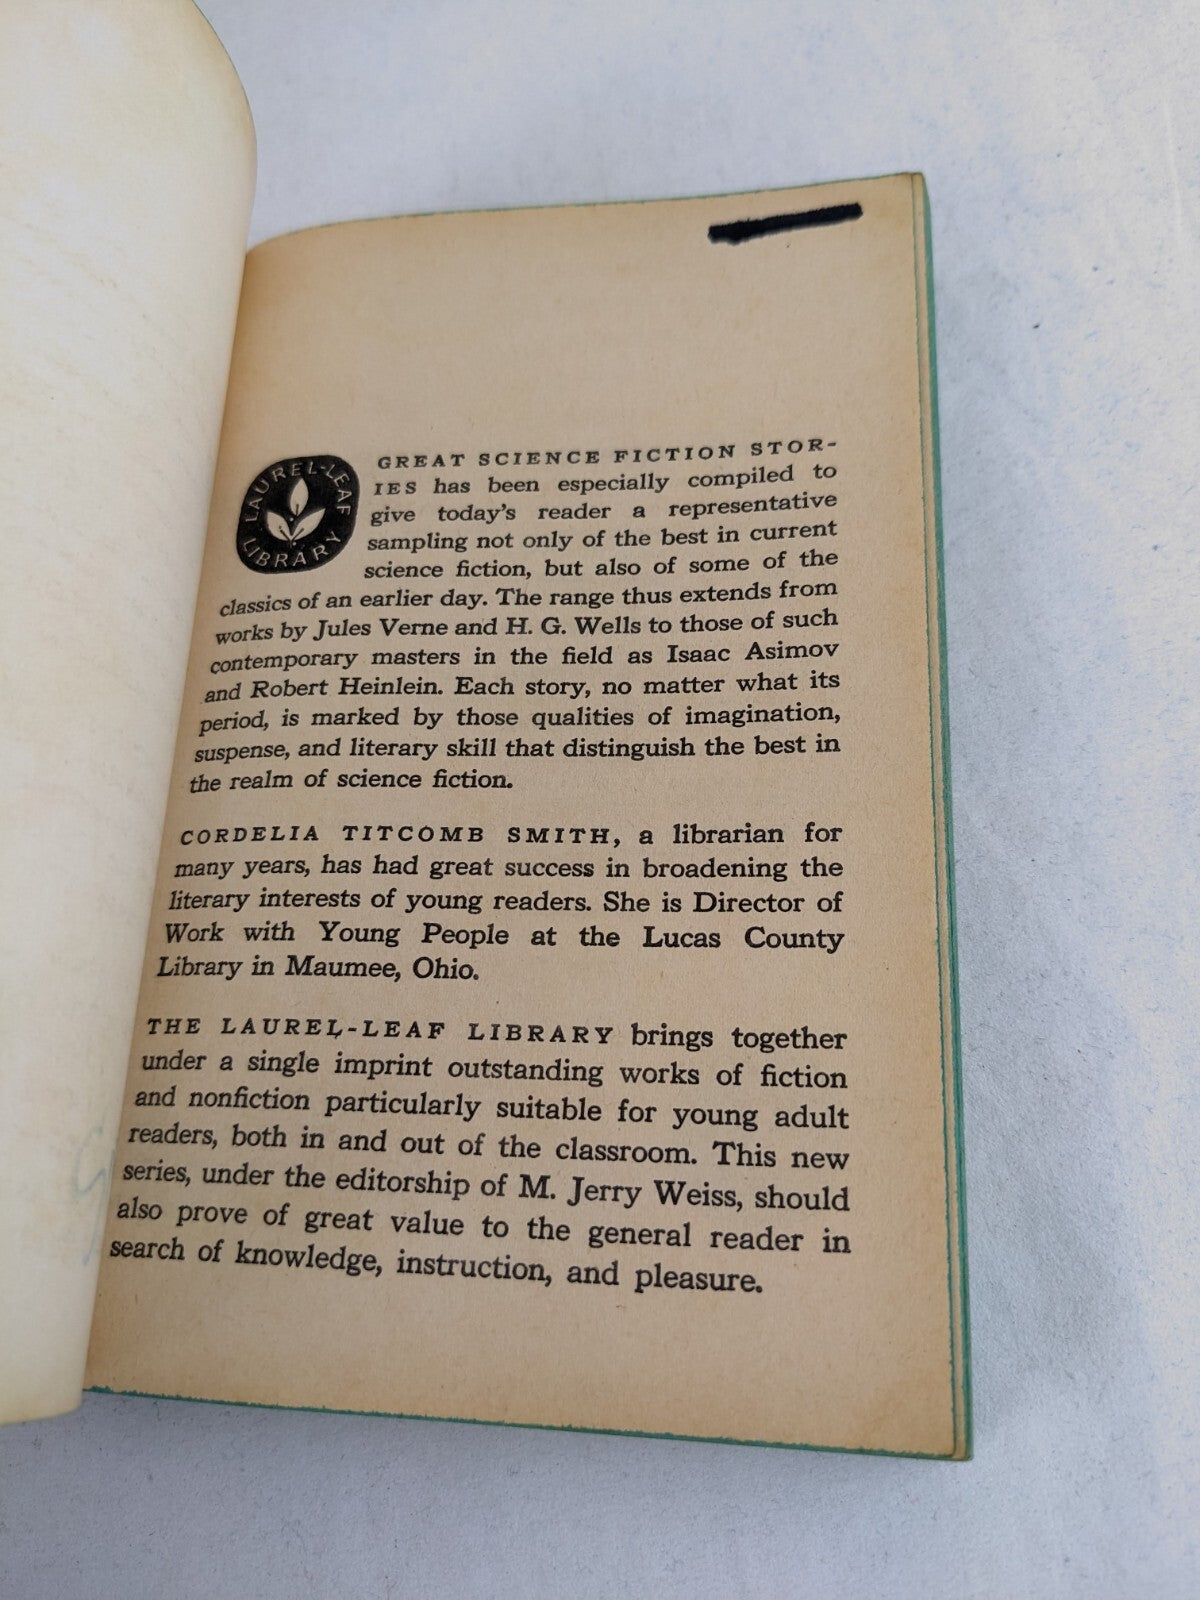 LAUREL-LEAF
LIBRARY
GREAT SCIENCE FICTION STOR-
IES has been especially compiled to
give today's reader a representative
sampling not only of the best in current
science fiction, but also of some of the
classics of an earlier day. The range thus extends from
works by Jules Verne and H. G. Wells to those of such
contemporary masters in the field as Isaac Asimov
and Robert Heinlein. Each story, no matter what its
period, is marked by those qualities of imagination,
suspense, and literary skill that distinguish the best in
the realm of science fiction.
CORDELIA TITCOMB SMITH, a librarian for
many years, has had great success in broadening the
literary interests of young readers. She is Director of
Work with Young People at the Lucas County
Library in Maumee, Ohio.
THE LAUREL-LEAF LIBRARY brings together
under a single imprint outstanding works of fiction
and nonfiction particularly suitable for young adult
readers, both in and out of the classroom. This new
series, under the editorship of M. Jerry Weiss, should
also prove of great value to the general reader in
search of knowledge, instruction, and pleasure.